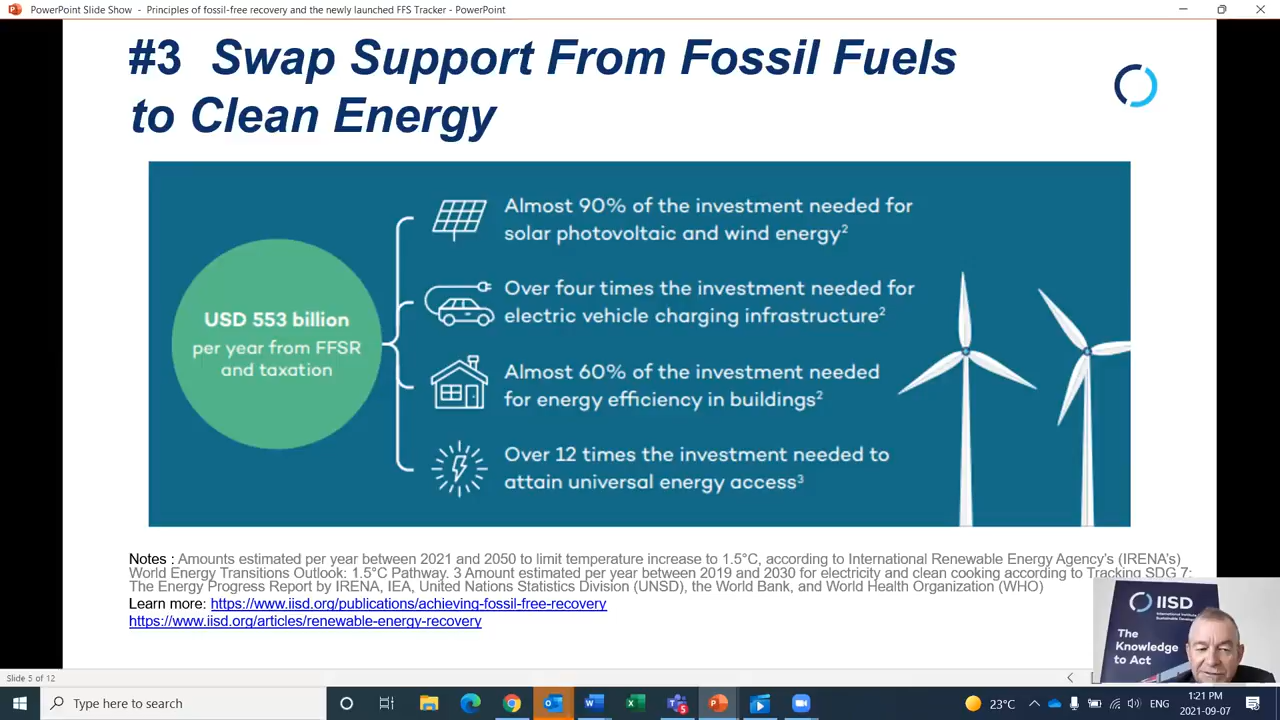 PowerPoint Slide Show - Principles of fossil-free recovery and the newly launched FFS Tracker - PowerPoint
#3 Swap Support From Fossil Fuels
to Clean Energy
USD 553 billion
per year from FFSR
and taxation
Almost 90% of the investment needed for
solar photovoltaic and wind energy²
Over four times the investment needed for
electric vehicle charging infrastructure²
Almost 60% of the investment needed
for energy efficiency in buildings²
Over 12 times the investment needed to
attain universal energy access³
Notes : Amounts estimated per year between 2021 and 2050 to limit temperature increase to 1.5°C, according to International Renewable Energy Agency's (IRENA's)
World Energy Transitions Outlook: 1.5°C Pathway. 3 Amount estimated per year between 2019 and 2030 for electricity and clean cooking according to Tracking SDG 7:
The Energy Progress Report by IRENA, IEA, United Nations Statistics Division (UNSD), the World Bank, and World Health Organization (WHO)
Learn more: https://www.iisd.org/publications/achieving-fossil-free-recovery
https://www.iisd.org/articles/renewable-energy-recovery
IISD
International Institute
Sustainable
The
Knowledge
to Act
Slide 5 of 12
Type here to search
23°C
ENG
1:21 PM
2021-09-07